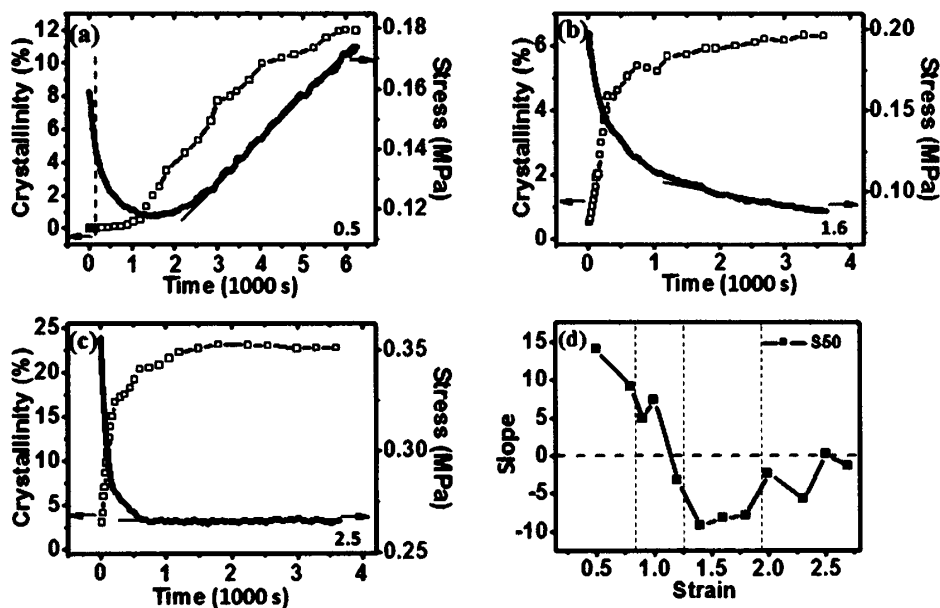 (a)
Crystallinity (%)
12
10
8
6
4
2
0
0.18
0.16
0.14
0.12
Stress (MPa)
0.5
0 1 2 3 4 5 6
Time (1000 s)
(b)
Crystallinity (%)
6
4
2
0
0.20
0.15
0.10
Stress (MPa)
1.6
0 1 2 3 4
Time (1000 s)
(c)
Crystallinity (%)
25
20
15
10
5
0
0.35
0.30
0.25
Stress (MPa)
2.5
0 1 2 3 4
Time (1000 s)
(d)
S50
Slope
15
10
5
0
-5
-10
0.5 1.0 1.5 2.0 2.5
Strain